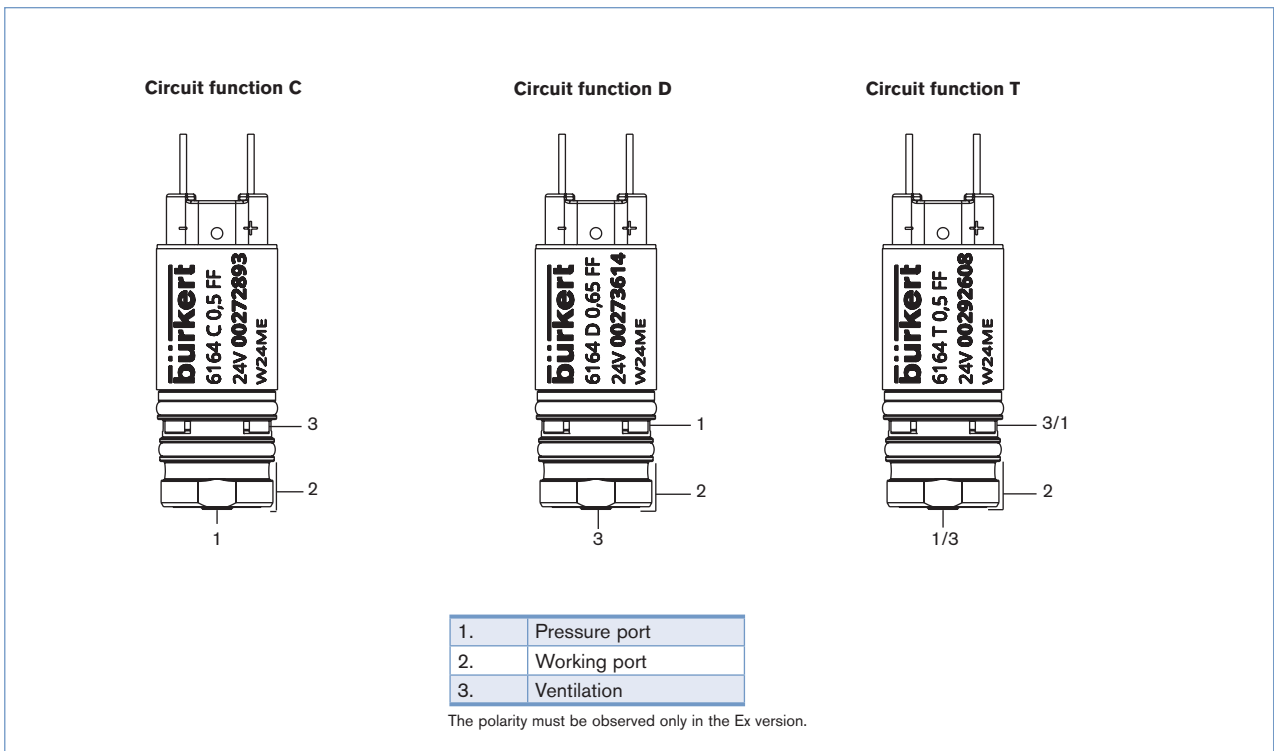 Circuit function C
Circuit function D
Circuit function T
- +
bürkert
6164 C 0,5 FF
24V 00272893
W24ME
3
2
1
- +
bürkert
6164 D 0,65 FF
24V 00273614
W24ME
1
2
3
- +
bürkert
6164 T 0,5 FF
24V 00292608
W24ME
3/1
2
1/3
1. Pressure port
2. Working port
3. Ventilation
The polarity must be observed only in the Ex version.